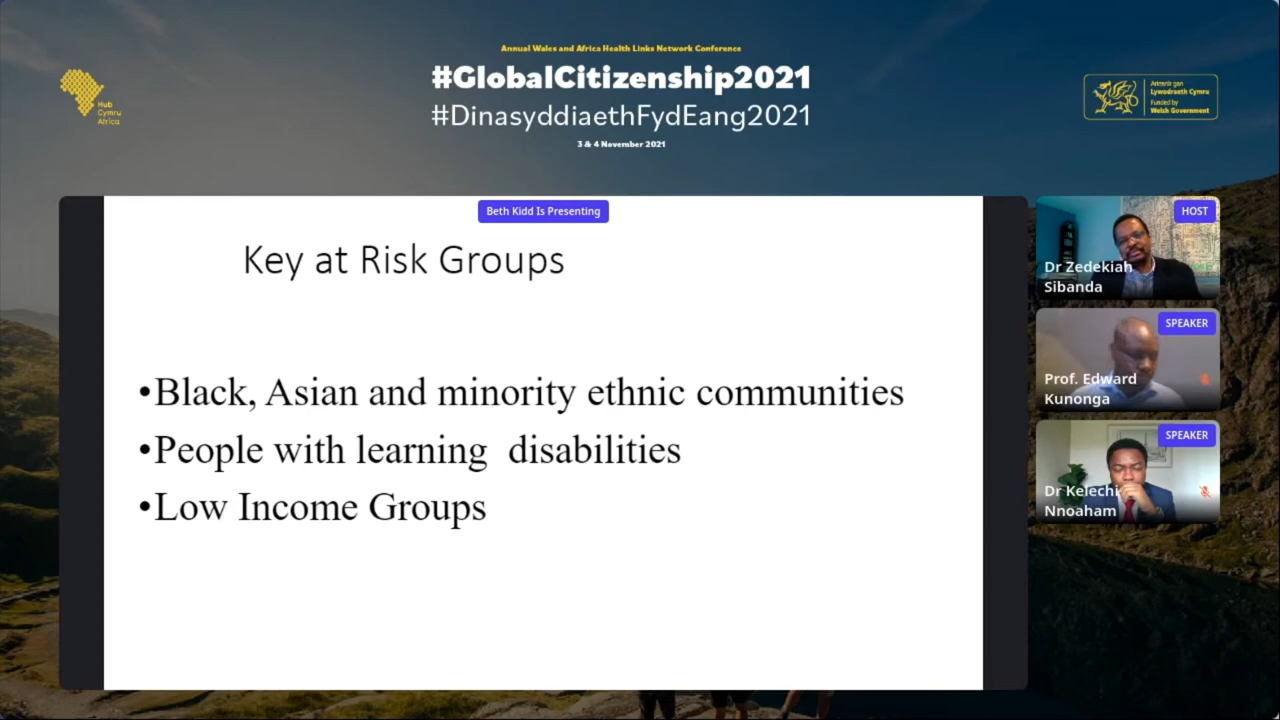 Annual Wales and Africa Health Links Network Conference
#GlobalCitizenship2021
#DinasyddiaethFydEang2021
3 & 4 November 2021
Hub
Cymru
Africa
Ariennir gan
Lywodraeth Cymru
Funded by
Welsh Government
Beth Kidd Is Presenting
Key at Risk Groups
•Black, Asian and minority ethnic communities
•People with learning  disabilities
•Low Income Groups
HOST
Dr Zedekiah
Sibanda
SPEAKER
Prof. Edward
Kunonga
SPEAKER
Dr Kelechi
Nnoaham